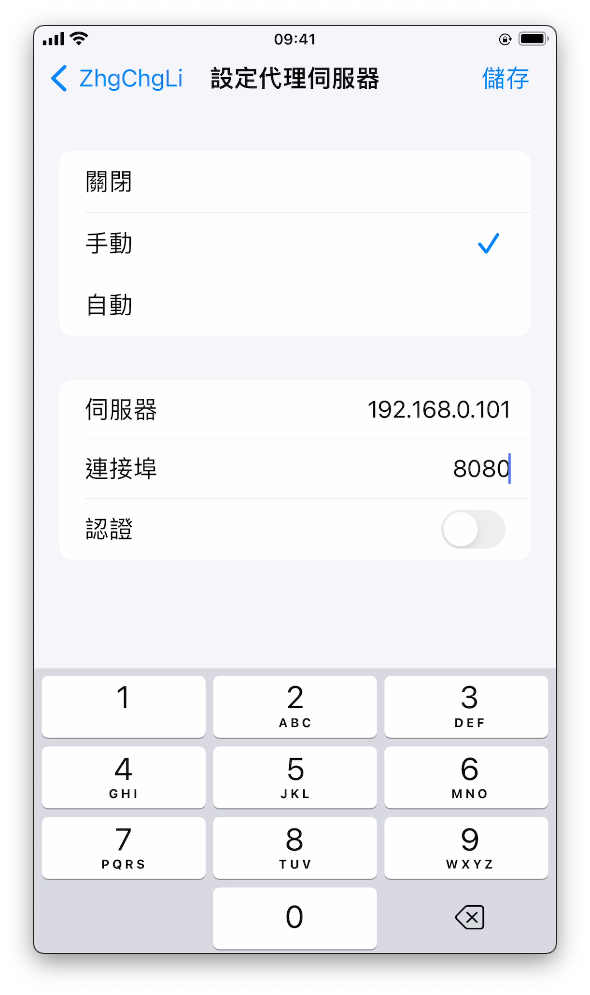 09:41
ZhgChgLi 設定代理伺服器 儲存
關閉
手動
自動
伺服器 192.168.0.101
連接埠 8080
認證
1 2 3
ABC DEF
4 5 6
GHI JKL MNO
7 8 9
PQRS TUV WXYZ
0